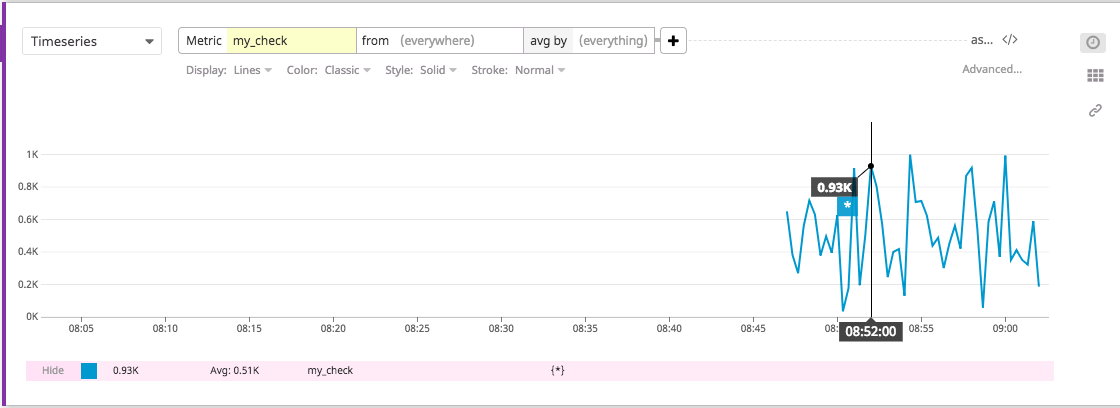 Timeseries Metric my_check from (everywhere) avg by (everything) + as... </>
Display: Lines Color: Classic Style: Solid Stroke: Normal Advanced...
1K
0.8K
0.93K
*
0.6K
0.4K
0.2K
0K
08:05 08:10 08:15 08:20 08:25 08:30 08:35 08:40 08:45 08: 08:55 09:00
08:52:00
Hide 0.93K Avg: 0.51K my_check {*}